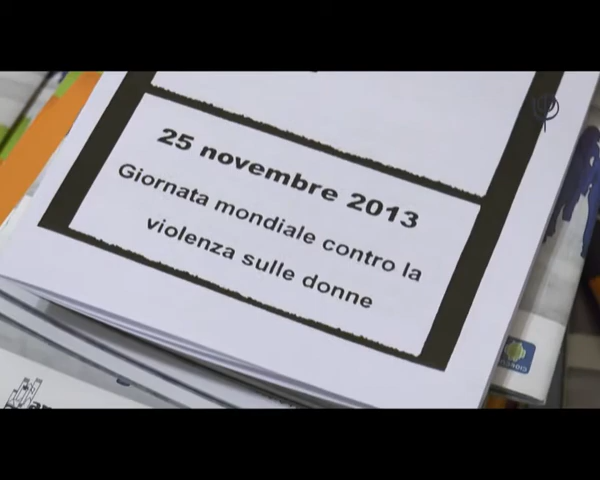 25 novembre 2013
Giornata mondiale contro la
violenza sulle donne